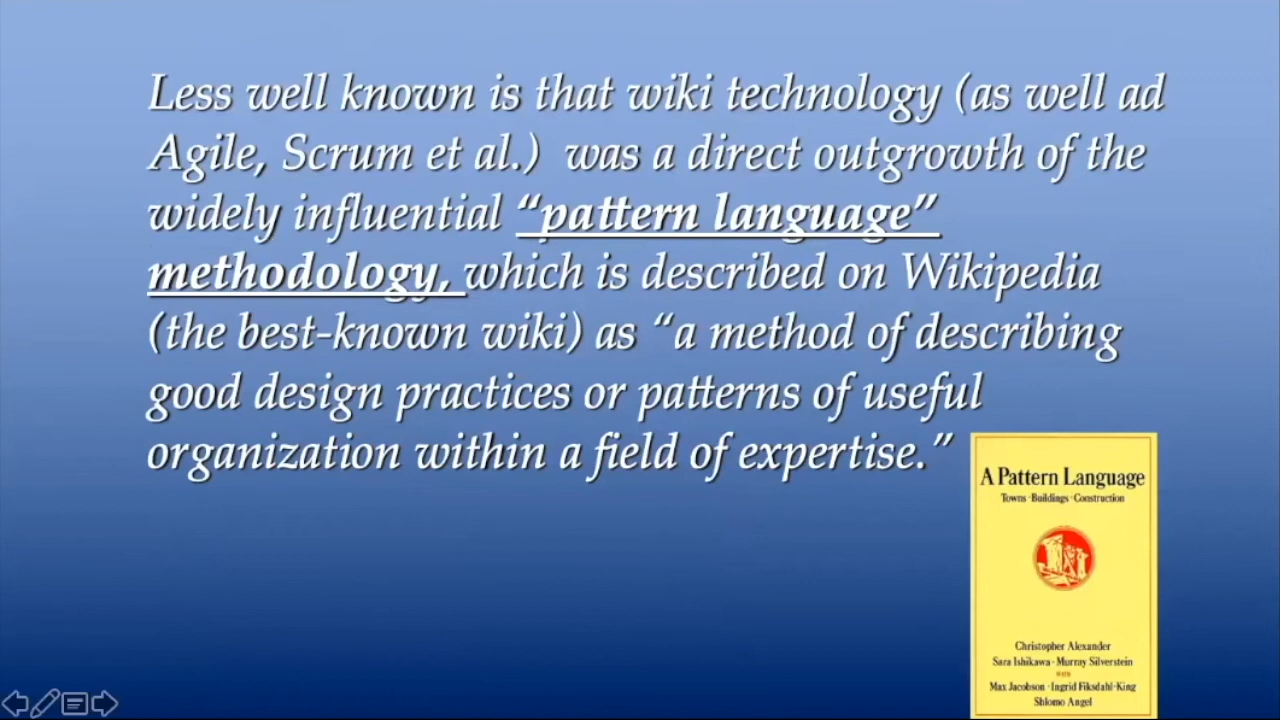 Less well known is that wiki technology (as well ad
Agile, Scrum et al.)  was a direct outgrowth of the
widely influential “pattern language”
methodology, which is described on Wikipedia
(the best-known wiki) as “a method of describing
good design practices or patterns of useful
organization within a field of expertise.”
A Pattern Language
Towns · Buildings · Construction
Christopher Alexander
Sara Ishikawa · Murray Silverstein
WITH
Max Jacobson · Ingrid Fiksdahl-King
Shlomo Angel